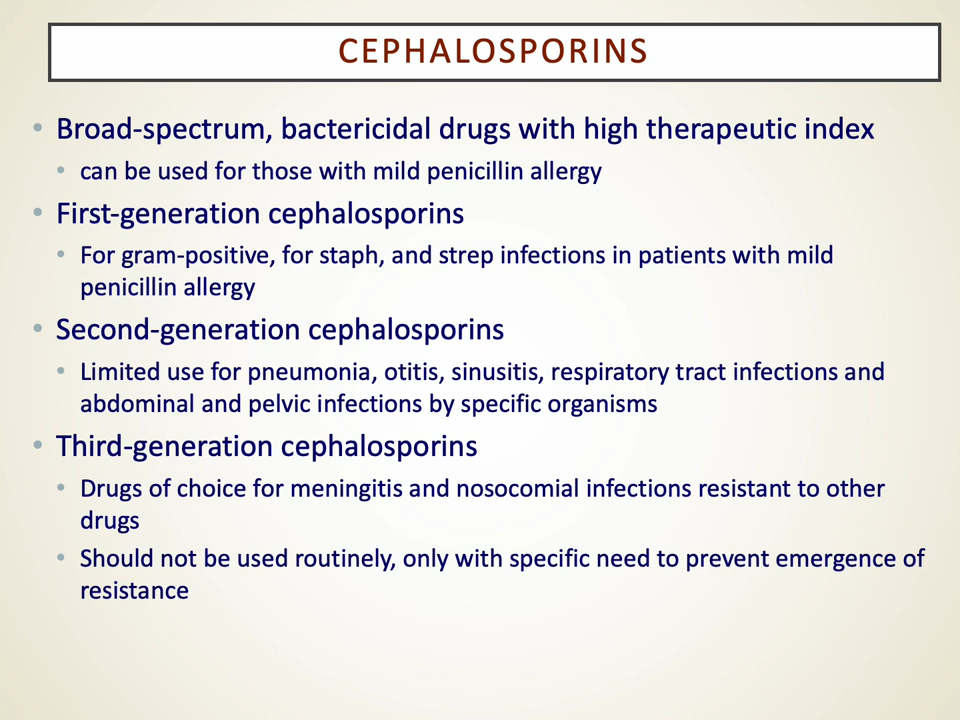 CEPHALOSPORINS
• Broad-spectrum, bactericidal drugs with high therapeutic index
• can be used for those with mild penicillin allergy
• First-generation cephalosporins
• For gram-positive, for staph, and strep infections in patients with mild
penicillin allergy
• Second-generation cephalosporins
• Limited use for pneumonia, otitis, sinusitis, respiratory tract infections and
abdominal and pelvic infections by specific organisms
• Third-generation cephalosporins
• Drugs of choice for meningitis and nosocomial infections resistant to other
drugs
• Should not be used routinely, only with specific need to prevent emergence of
resistance